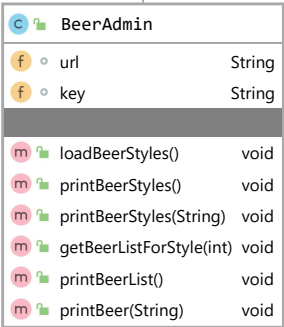 C BeerAdmin
f url String
f key String
m loadBeerStyles() void
m printBeerStyles() void
m printBeerStyles(String) void
m getBeerListForStyle(int) void
m printBeerList() void
m printBeer(String) void